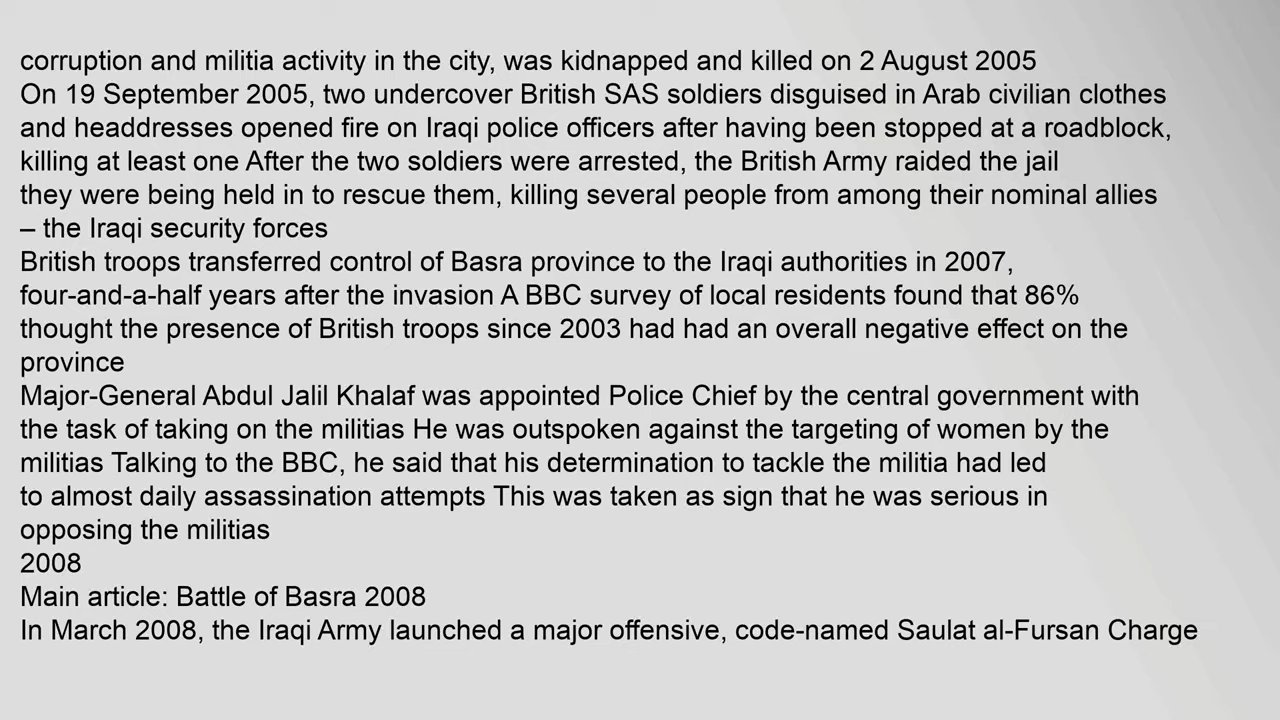 corruption and militia activity in the city, was kidnapped and killed on 2 August 2005
On 19 September 2005, two undercover British SAS soldiers disguised in Arab civilian clothes
and headdresses opened fire on Iraqi police officers after having been stopped at a roadblock,
killing at least one After the two soldiers were arrested, the British Army raided the jail
they were being held in to rescue them, killing several people from among their nominal allies
– the Iraqi security forces
British troops transferred control of Basra province to the Iraqi authorities in 2007,
four-and-a-half years after the invasion A BBC survey of local residents found that 86%
thought the presence of British troops since 2003 had had an overall negative effect on the
province
Major-General Abdul Jalil Khalaf was appointed Police Chief by the central government with
the task of taking on the militias He was outspoken against the targeting of women by the
militias Talking to the BBC, he said that his determination to tackle the militia had led
to almost daily assassination attempts This was taken as sign that he was serious in
opposing the militias
2008
Main article: Battle of Basra 2008
In March 2008, the Iraqi Army launched a major offensive, code-named Saulat al-Fursan Charge